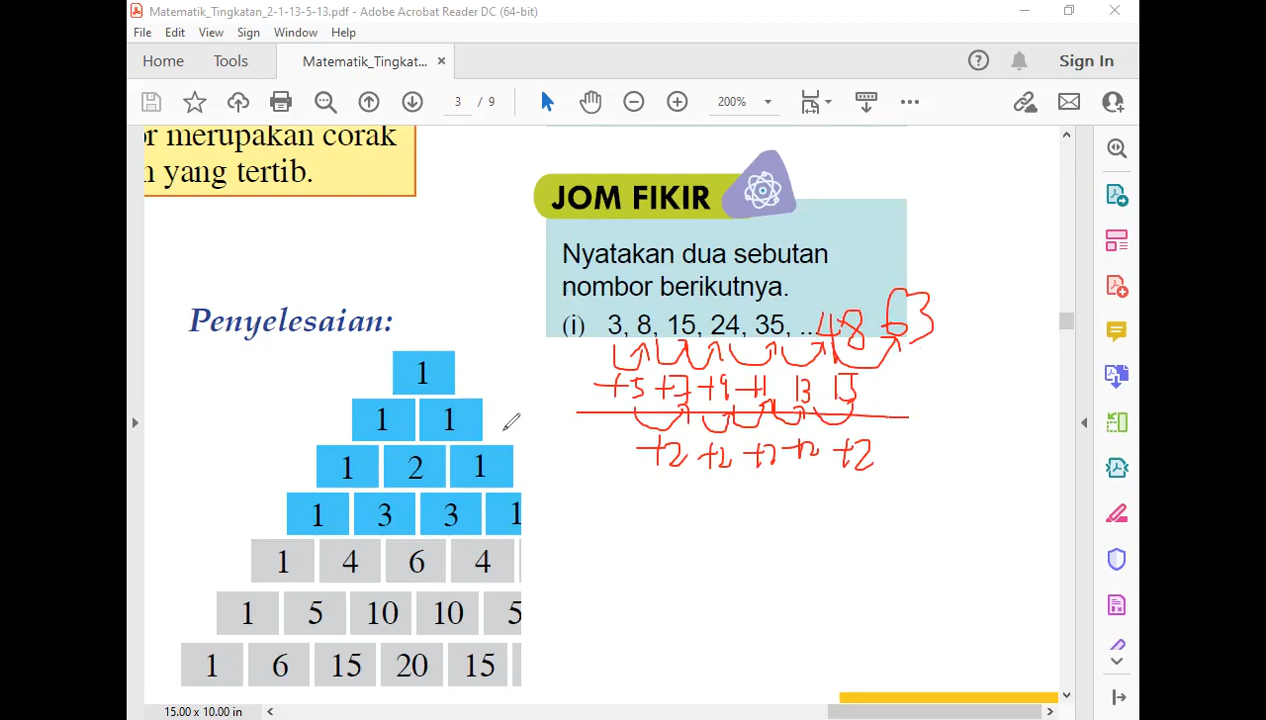 Matematik_Tingkatan_2-1-13-5-13.pdf - Adobe Acrobat Reader DC (64-bit)
File Edit View Sign Window Help
Home Tools Matematik_Tingkat... × Sign In
3 / 9 200%
or merupakan corak
n yang tertib.
JOM FIKIR
Nyatakan dua sebutan
nombor berikutnya.
(i) 3, 8, 15, 24, 35, ... 48 63
+5 +7 +9 +11 13 15
+2 +2 +2 +2 +2
Penyelesaian:
1
1 1
1 2 1
1 3 3 1
1 4 6 4
1 5 10 10 5
1 6 15 20 15
15.00 x 10.00 in